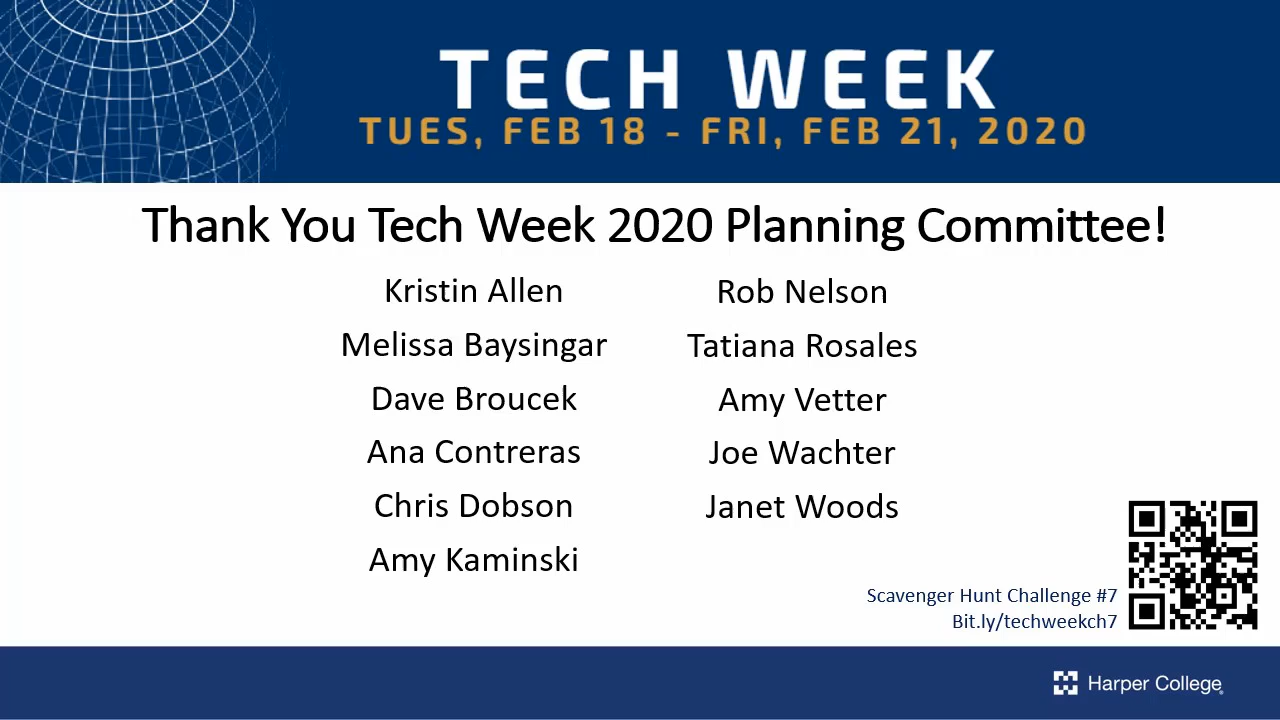 TECH WEEK
TUES, FEB 18 - FRI, FEB 21, 2020
Thank You Tech Week 2020 Planning Committee!
Kristin Allen
Melissa Baysingar
Dave Broucek
Ana Contreras
Chris Dobson
Amy Kaminski
Rob Nelson
Tatiana Rosales
Amy Vetter
Joe Wachter
Janet Woods
Scavenger Hunt Challenge #7
Bit.ly/techweekch7
Harper College®